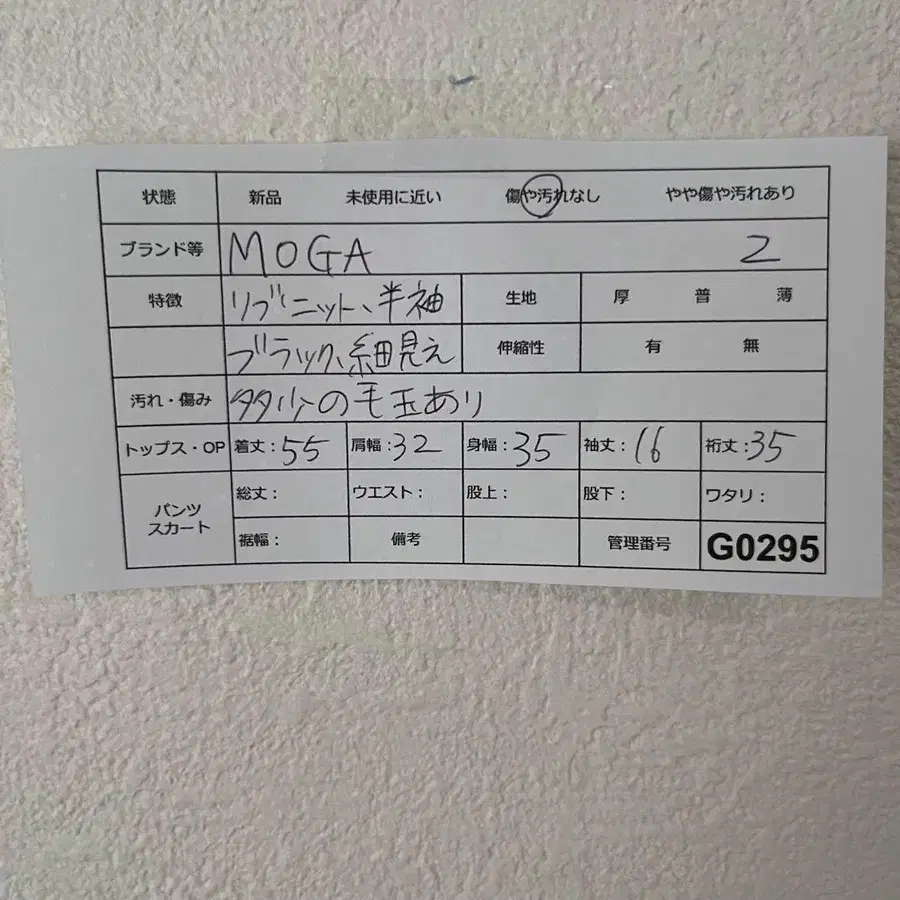 状態 新品 未使用に近い 傷や汚れなし やや傷や汚れあり
ブランド等 MOGA 2
特徴 リブニット、半袖 生地 厚 普 薄
ブラック、細見え 伸縮性 有 無
汚れ・傷み 多少の毛玉あり
トップス・OP 着丈:55 肩幅:32 身幅:35 袖丈:16 裄丈:35
パンツ スカート 総丈: ウエスト: 股上: 股下: ワタリ:
裾幅: 備考 管理番号 G0295